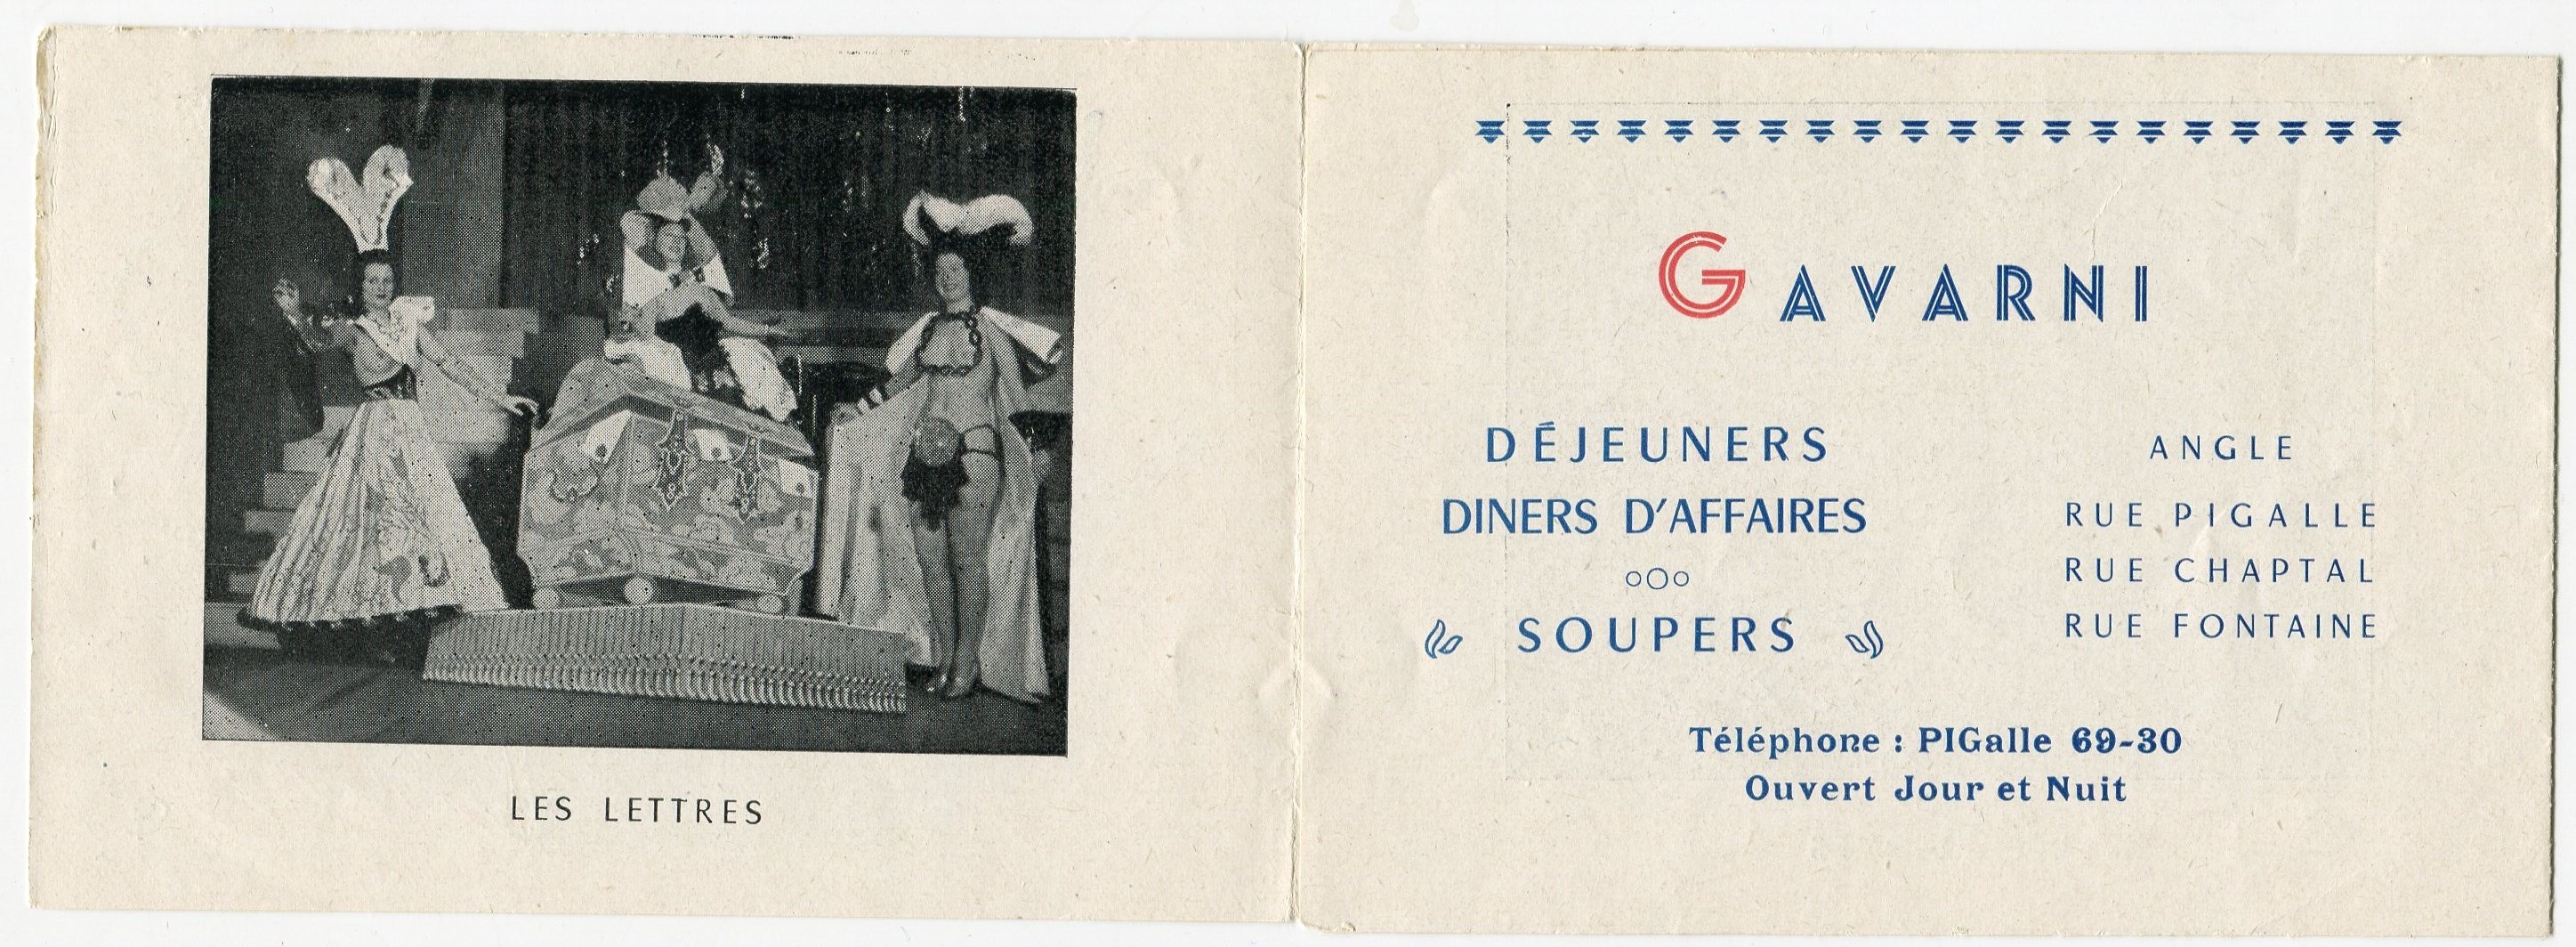 LES LETTRES
GAVARNI
DÉJEUNERS
DINERS D'AFFAIRES
SOUPERS
ANGLE
RUE PIGALLE
RUE CHAPTAL
RUE FONTAINE
Téléphone : PIGalle 69-30
Ouvert Jour et Nuit